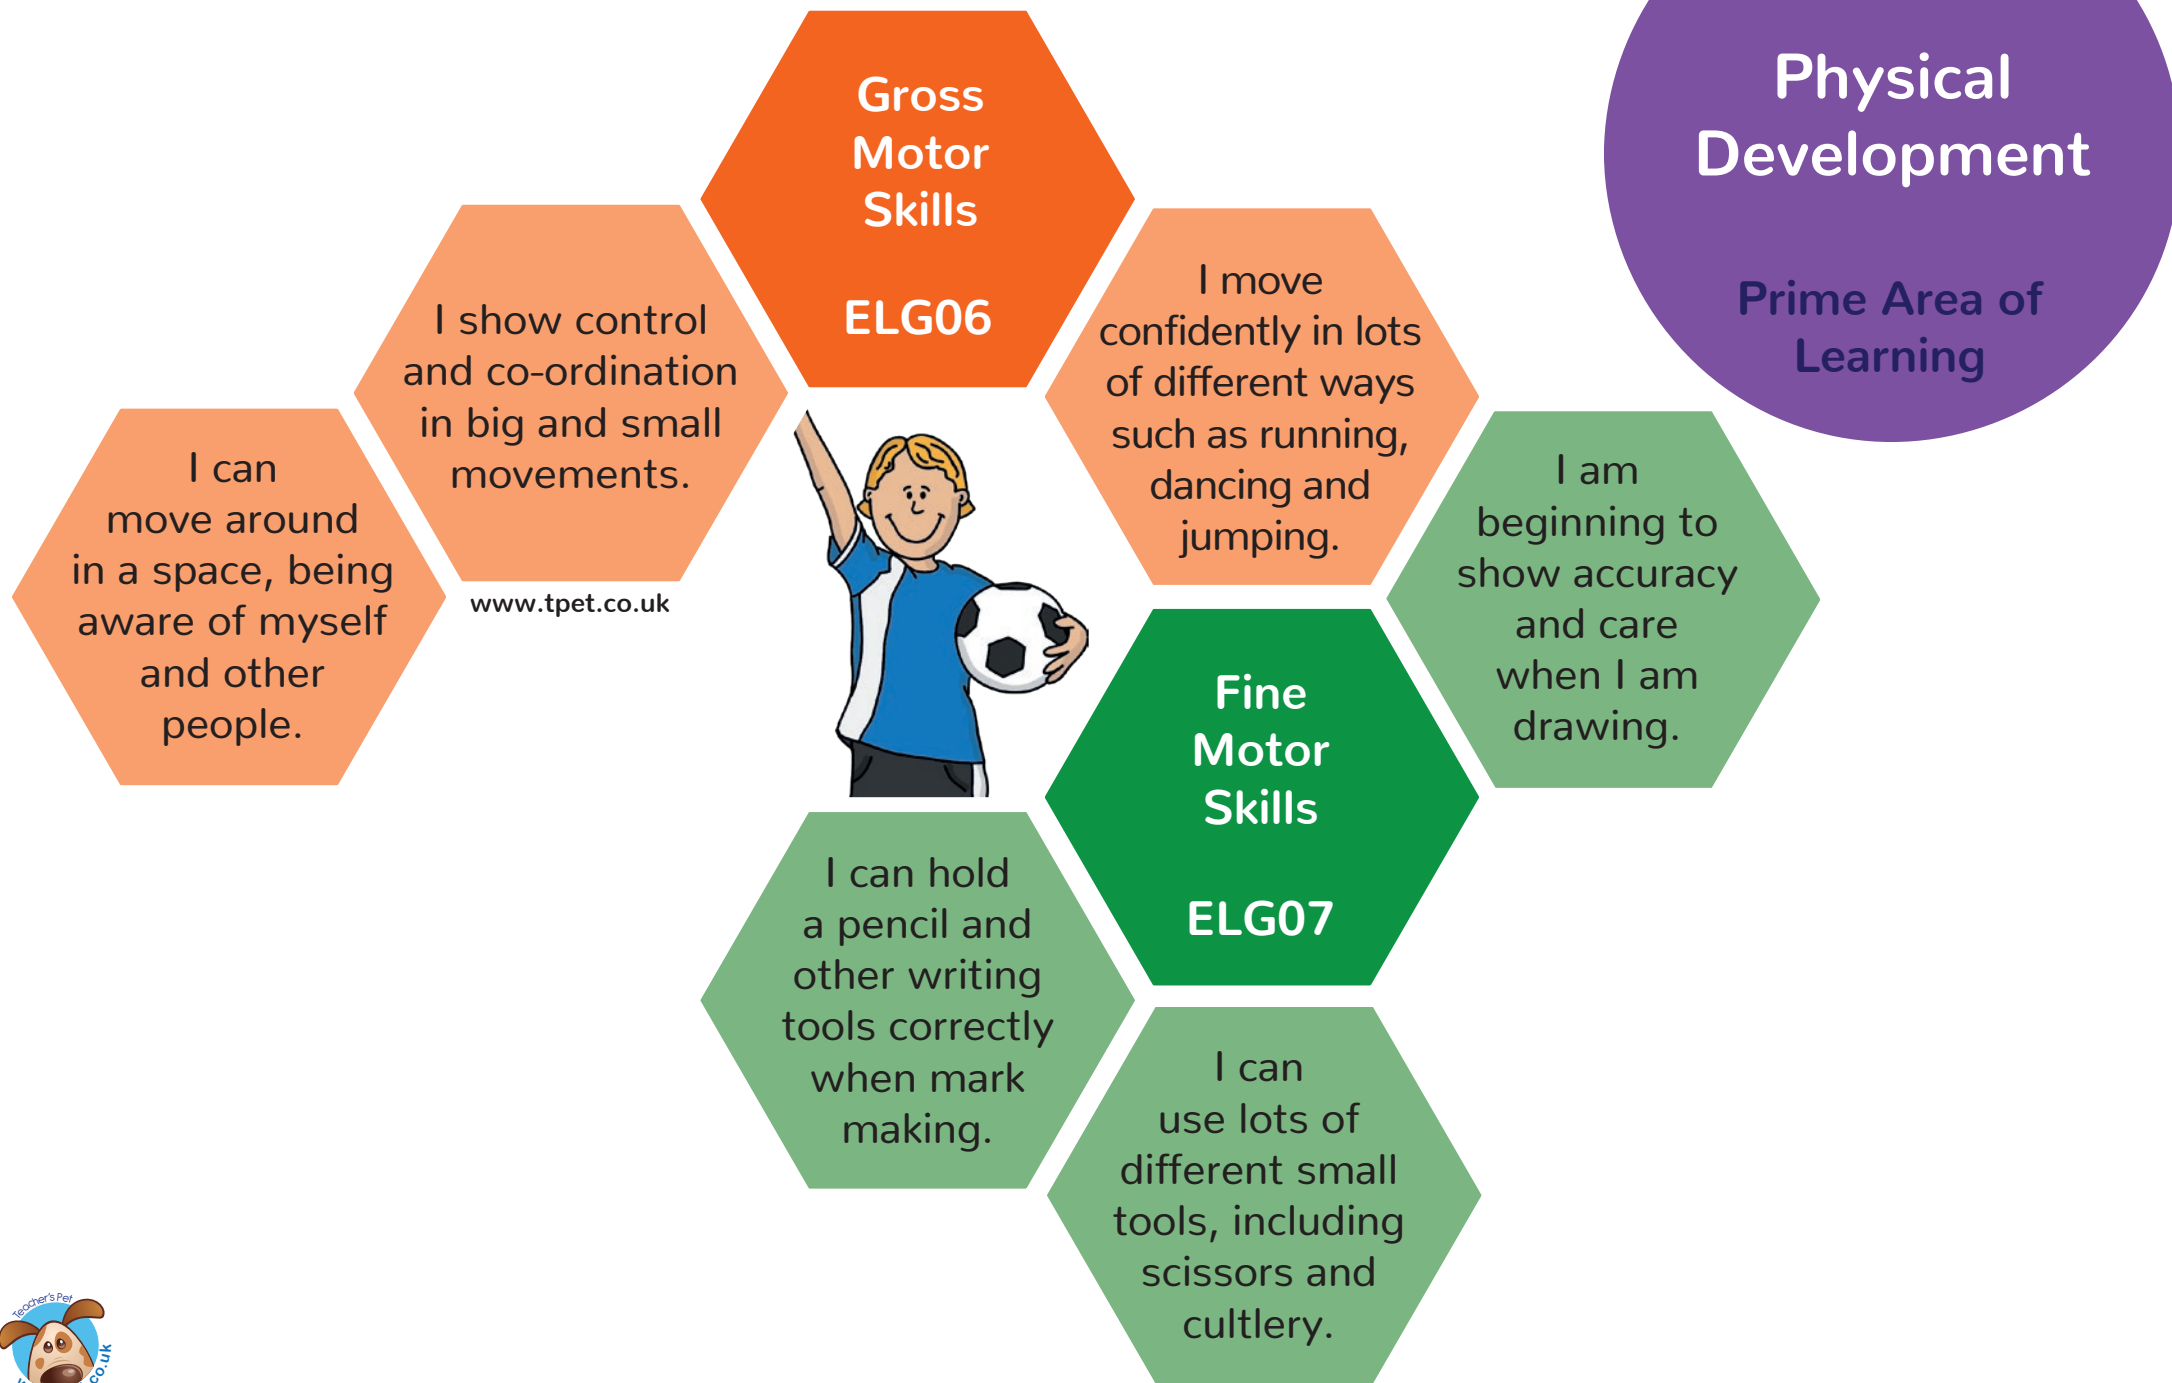 Physical
Development
Prime Area of
Learning
Gross
Motor
Skills
ELG06
I show control
and co-ordination
in big and small
movements.
I move
confidently in lots
of different ways
such as running,
dancing and
jumping.
I can
move around
in a space, being
aware of myself
and other
people.
www.tpet.co.uk
I am
beginning to
show accuracy
and care
when I am
drawing.
Fine
Motor
Skills
ELG07
I can hold
a pencil and
other writing
tools correctly
when mark
making.
I can
use lots of
different small
tools, including
scissors and
cultlery.
Teacher's Pet
co.uk